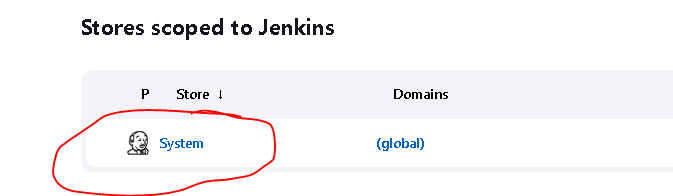 Stores scoped to Jenkins
P Store ↓ Domains
System (global)